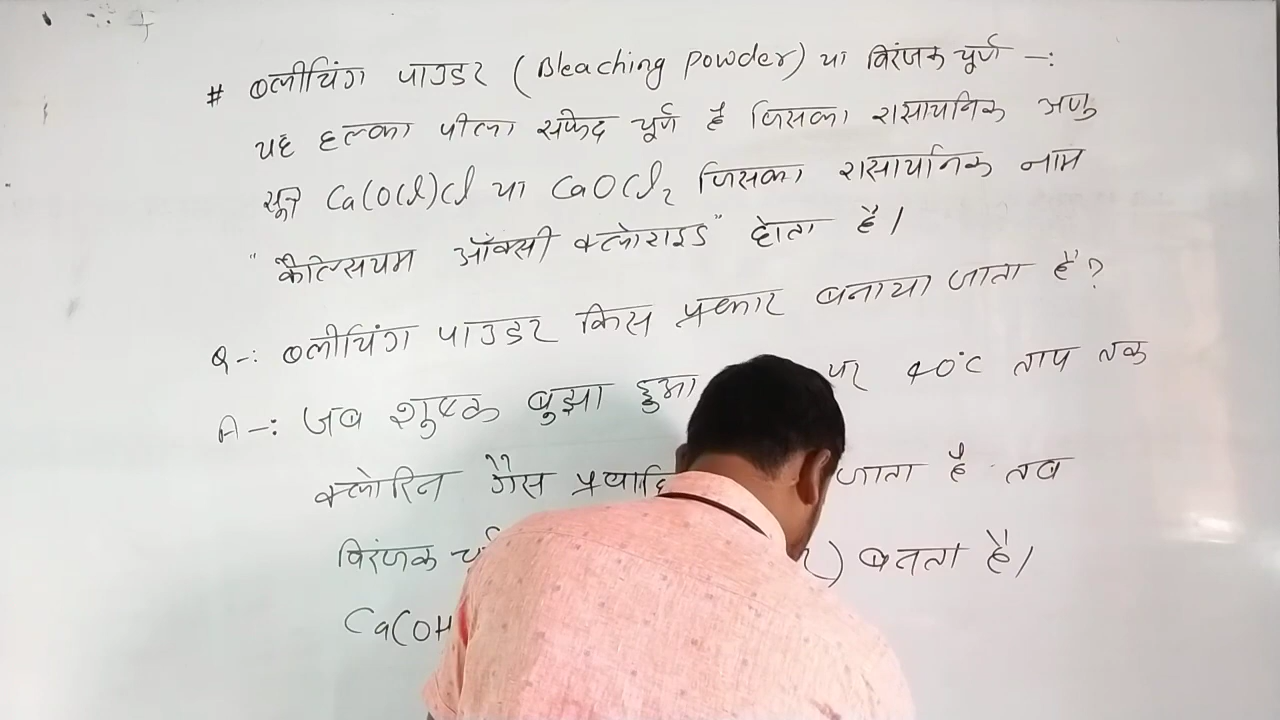 # ब्लीचिंग पाउडर (Bleaching Powder) या विरंजक चूर्ण -:
यह हल्का पीला सफेद चूर्ण है जिसका रासायनिक अणु
सूत्र Ca(OCl)Cl या CaOCl₂ जिसका रासायनिक नाम
"कैल्सियम ऑक्सी क्लोराइड" होता है।
Q-: ब्लीचिंग पाउडर किस प्रकार बनाया जाता है?
A-: जब शुष्क बुझा हुआ पर 40°C ताप तक
क्लोरिन गैस जाता है तब
विरंजक ) बनता है।
Ca(OH